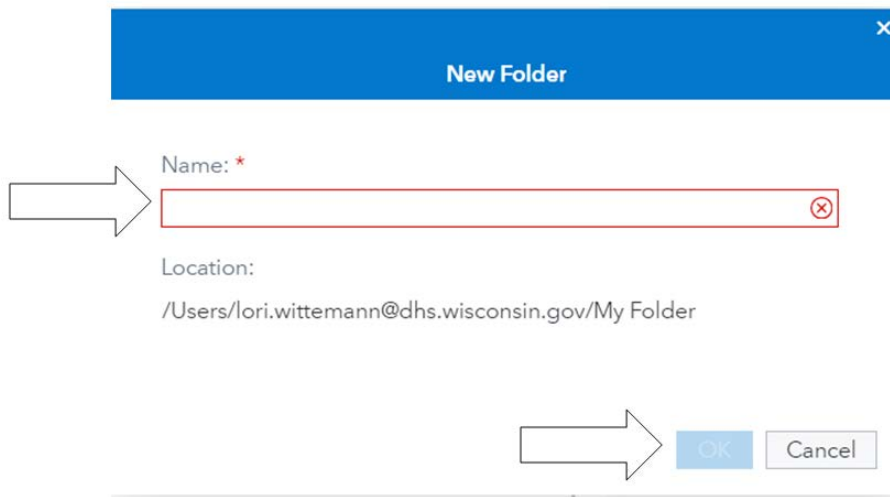 New Folder
Name: *
Location:
/Users/lori.wittemann@dhs.wisconsin.gov/My Folder
OK Cancel